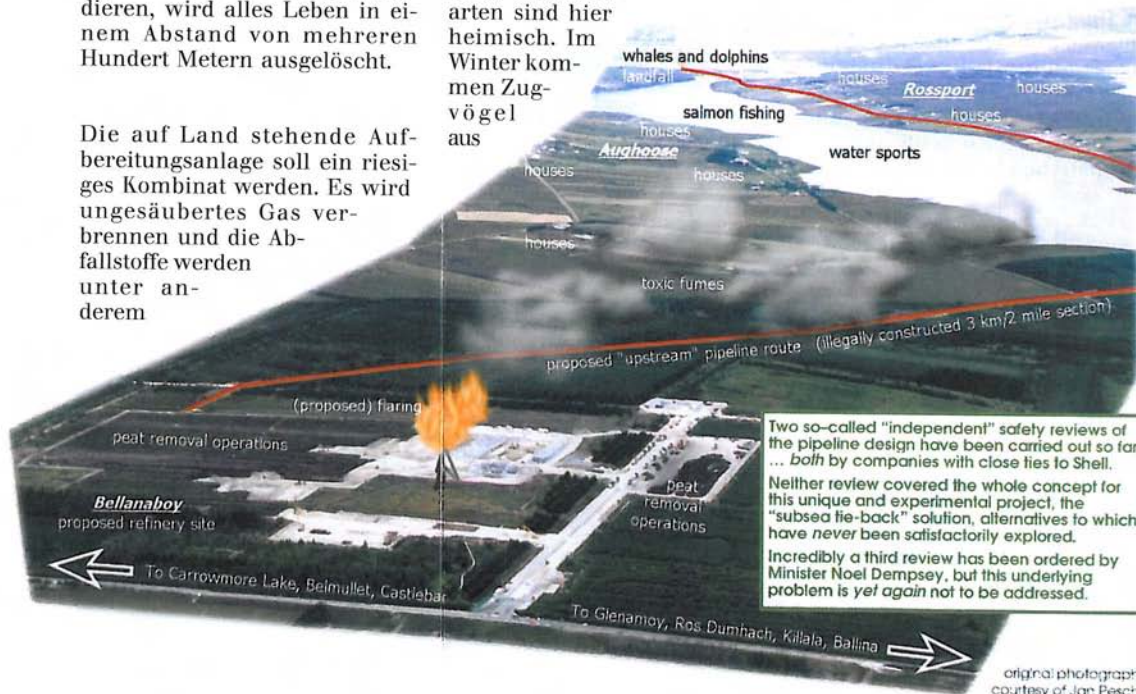 dieren, wird alles Leben in ei-
nem Abstand von mehreren
Hundert Metern ausgelöscht.
Die auf Land stehende Auf-
bereitungsanlage soll ein riesi-
ges Kombinat werden. Es wird
ungesäubertes Gas ver-
brennen und die Ab-
fallstoffe werden
unter an-
derem
arten sind hier
heimisch. Im
Winter kom-
men Zug-
vögel
aus
whales and dolphins
landfall
houses
Rossport
houses
salmon fishing
houses
houses
Aughoose
water sports
houses
houses
houses
toxic fumes
proposed "upstream" pipeline route (illegally constructed 3 km/2 mile section)
(proposed) flaring
peat removal operations
peat
removal
operations
Bellanaboy
proposed refinery site
To Carrowmore Lake, Belmullet, Castlebar
To Glenamoy, Ros Dumhach, Killala, Ballina
Two so-called "independent" safety reviews of
the pipeline design have been carried out so far
... both by companies with close ties to Shell.
Neither review covered the whole concept for
this unique and experimental project, the
"subsea tie-back" solution, alternatives to which
have never been satisfactorily explored.
Incredibly a third review has been ordered by
Minister Noel Dempsey, but this underlying
problem is yet again not to be addressed.
original photograph
courtesy of Jan